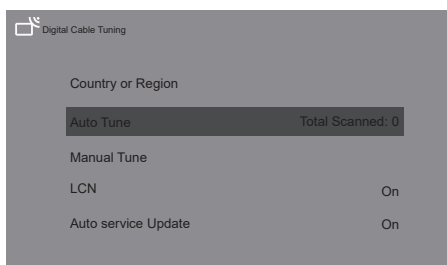 Digital Cable Tuning
Country or Region
Auto Tune Total Scanned: 0
Manual Tune
LCN On
Auto service Update On